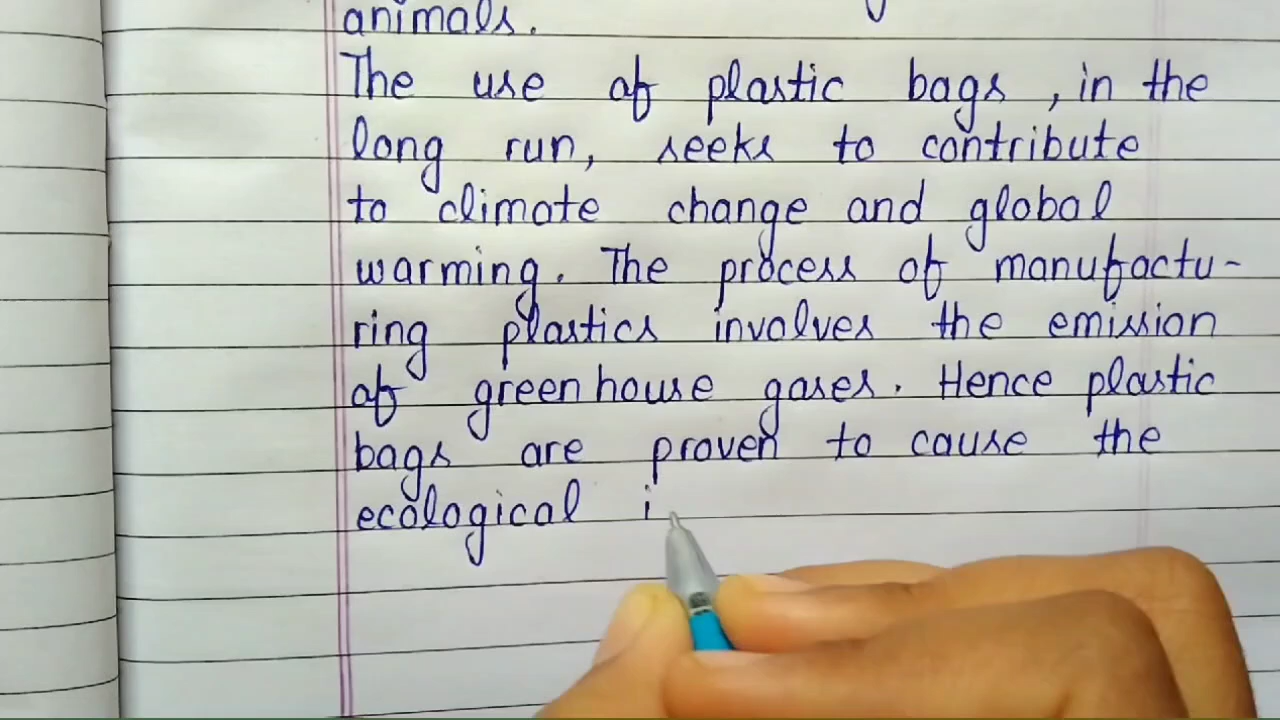 animals.
The use of plastic bags, in the
long run, seeks to contribute
to climate change and global
warming. The process of manufactu-
ring plastics involves the emission
of greenhouse gases. Hence plastic
bags are proven to cause the
ecological i